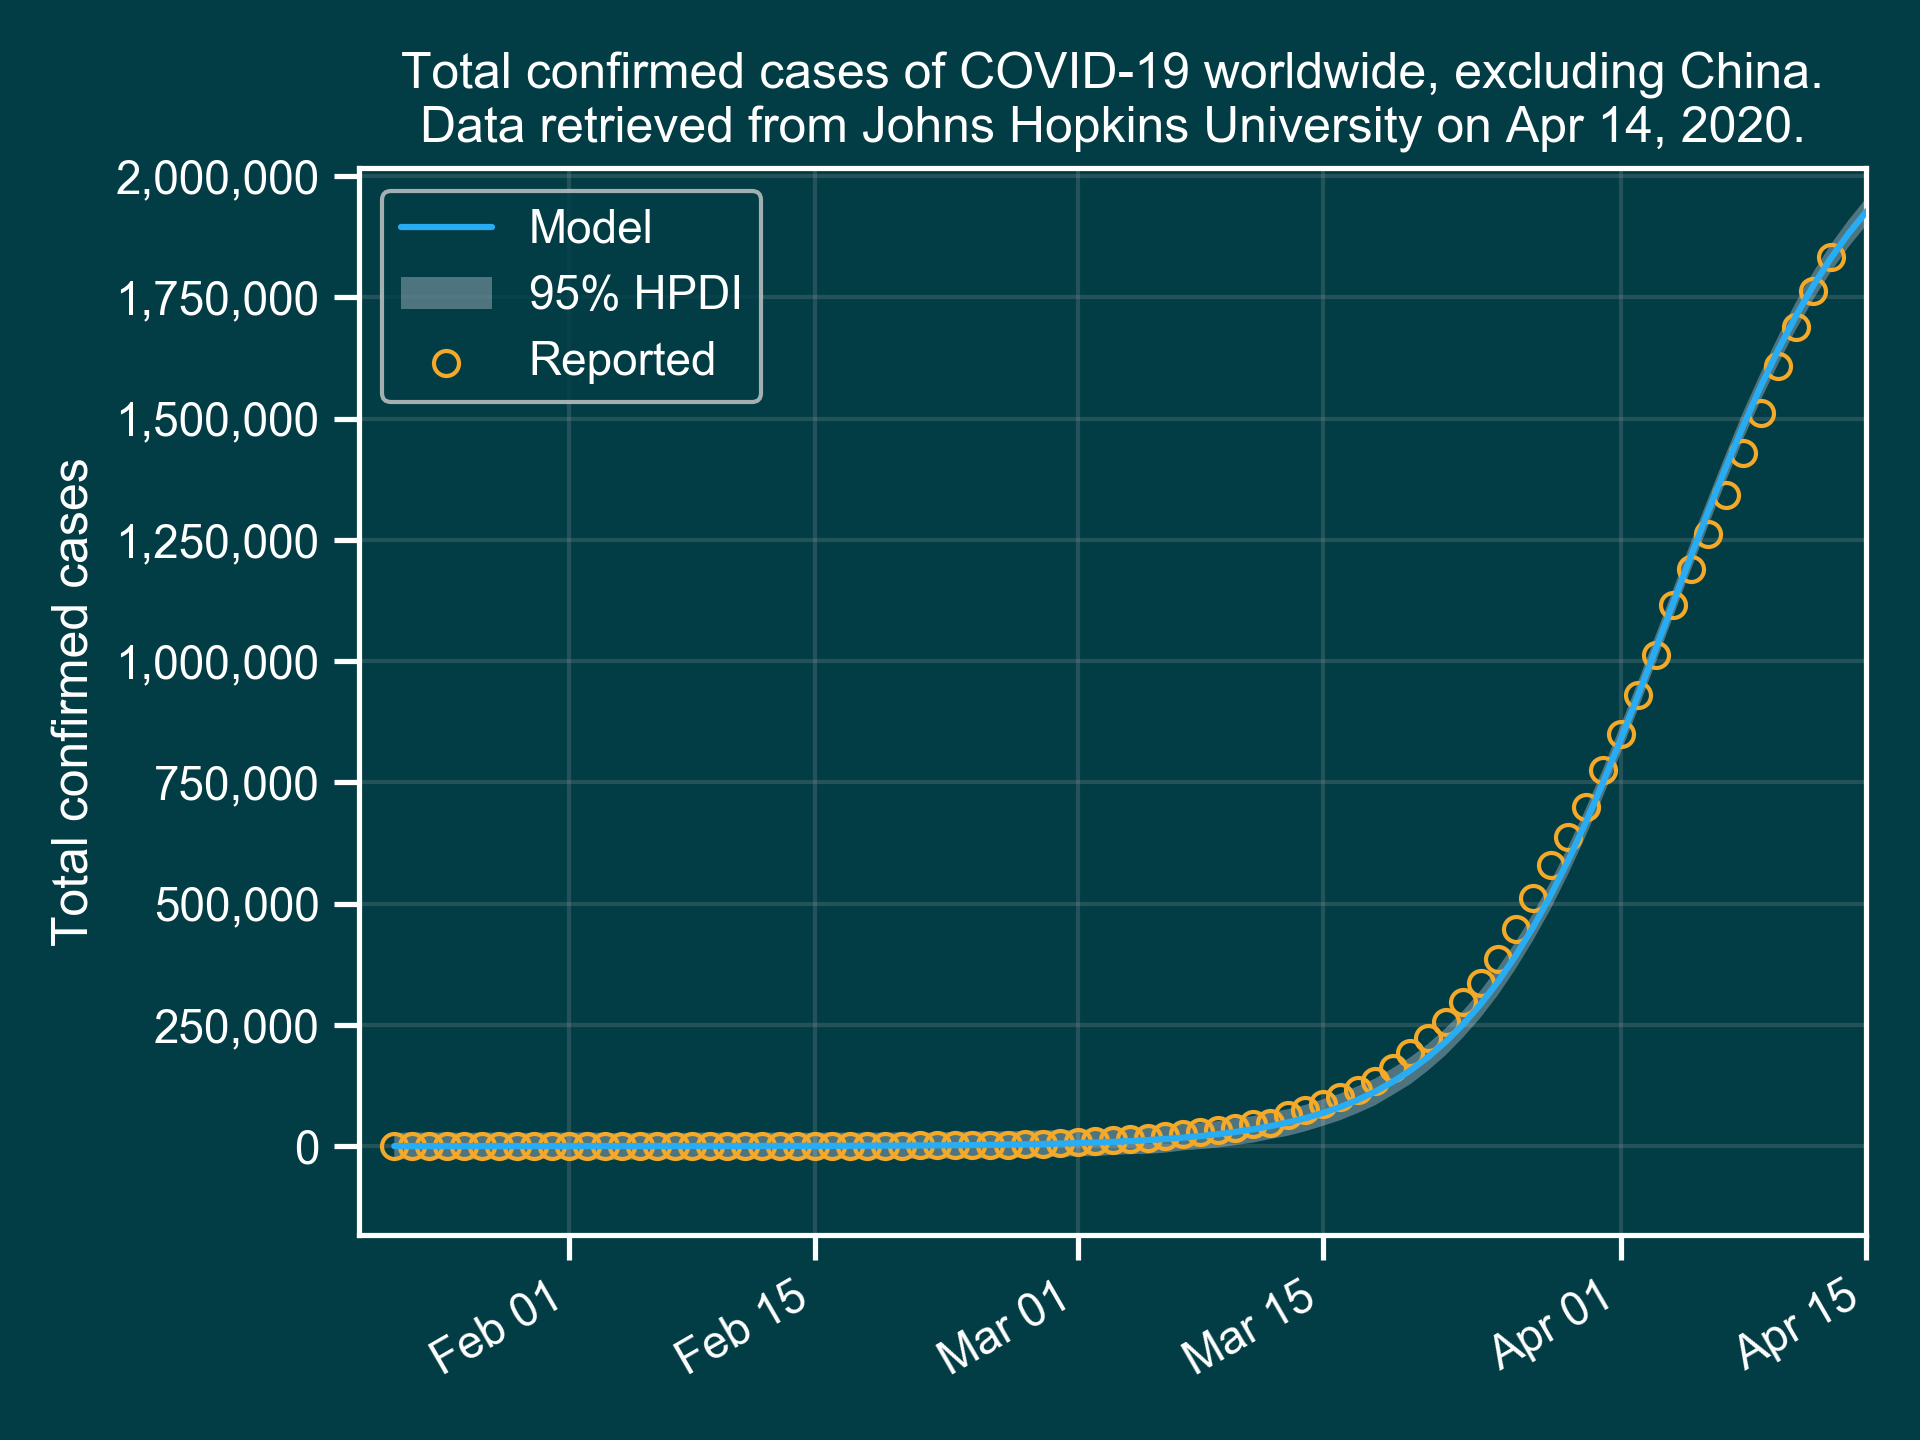 Total confirmed cases of COVID-19 worldwide, excluding China.
Data retrieved from Johns Hopkins University on Apr 14, 2020.
Model
95% HPDI
Reported
Total confirmed cases
2,000,000
1,750,000
1,500,000
1,250,000
1,000,000
750,000
500,000
250,000
0
Feb 01
Feb 15
Mar 01
Mar 15
Apr 01
Apr 15